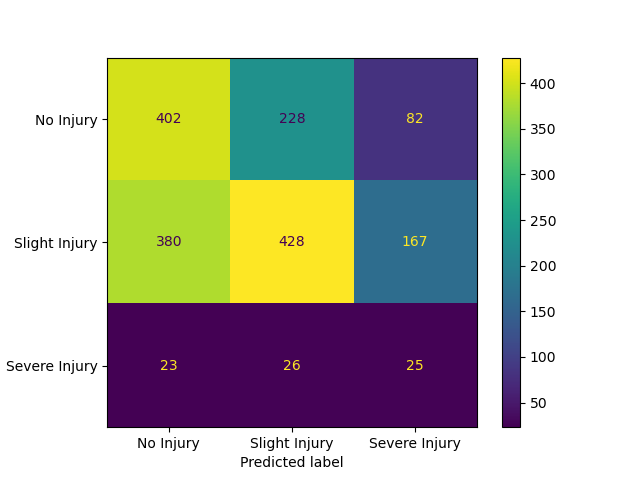 No Injury 402 228 82
Slight Injury 380 428 167
Severe Injury 23 26 25
No Injury Slight Injury Severe Injury
Predicted label
400
350
300
250
200
150
100
50